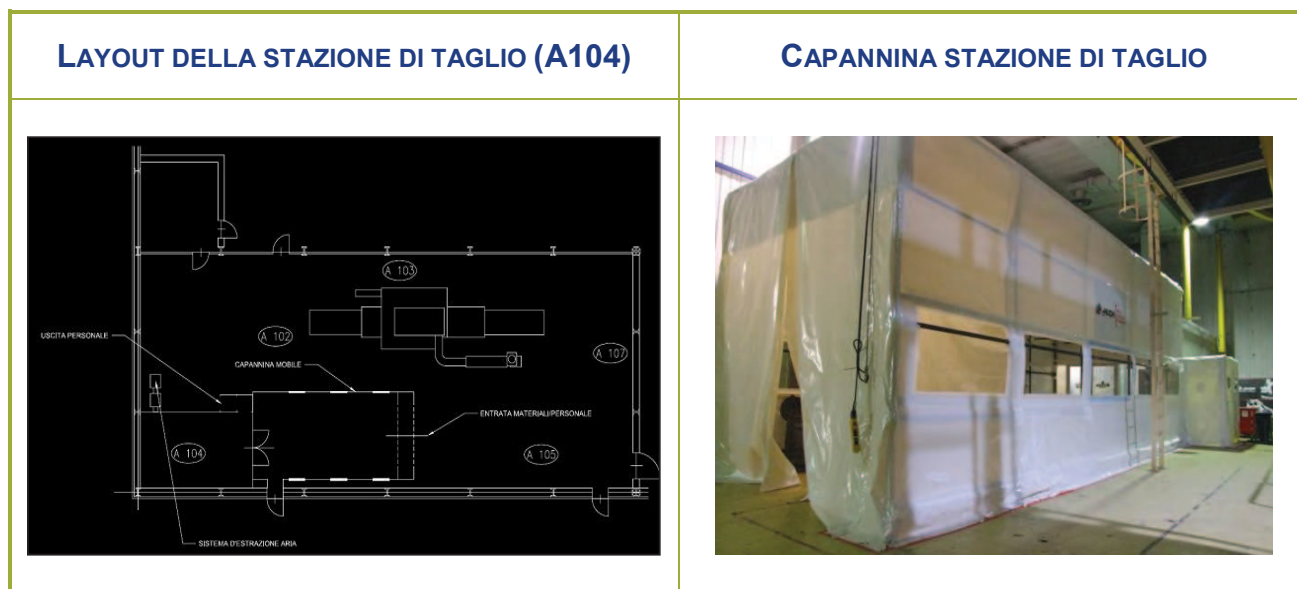 LAYOUT DELLA STAZIONE DI TAGLIO (A104)
CAPANNINA STAZIONE DI TAGLIO
A 103
USCITA PERSONALE
A 102
A 107
CAPANNINA MOBILE
ENTRATA MATERIALI/PERSONALE
A 104
A 105
SISTEMA D'ESTRAZIONE ARIA